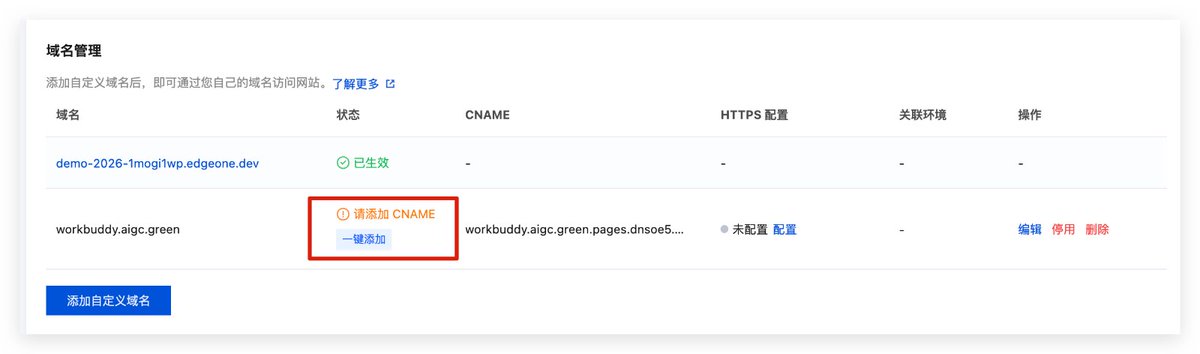 域名管理
添加自定义域名后，即可通过您自己的域名访问网站。了解更多
域名 状态 CNAME HTTPS 配置 关联环境 操作
demo-2026-1mogi1wp.edgeone.dev 已生效 - - - -
请添加 CNAME
workbuddy.aigc.green 一键添加 workbuddy.aigc.green.pages.dnsoe5.... 未配置 配置 - 编辑 停用 删除
添加自定义域名